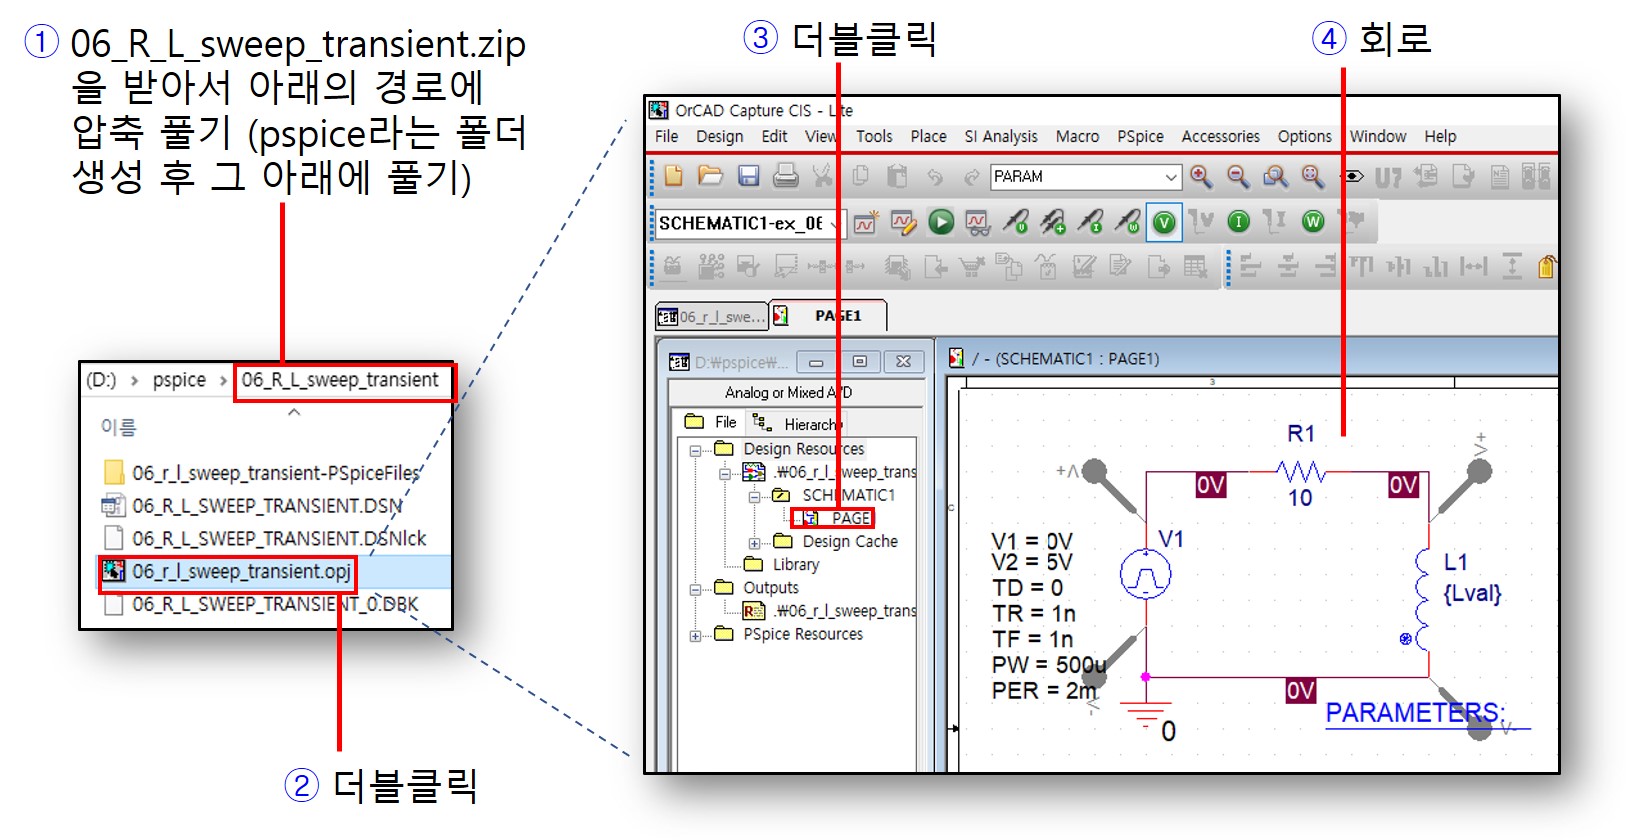 ① 06_R_L_sweep_transient.zip
을 받아서 아래의 경로에
압축 풀기 (pspice라는 폴더
생성 후 그 아래에 풀기)
③ 더블클릭
④ 회로
(D:) › pspice › 06_R_L_sweep_transient
이름
06_r_l_sweep_transient-PSpiceFiles
06_R_L_SWEEP_TRANSIENT.DSN
06_R_L_SWEEP_TRANSIENT.DSNlck
06_r_l_sweep_transient.opj
06_R_L_SWEEP_TRANSIENT_0.DBK
② 더블클릭
OrCAD Capture CIS - Lite
File Design Edit View Tools Place SI Analysis Macro PSpice Accessories Options Window Help
PARAM
U?
SCHEMATIC1-ex_06
V V I I W
06_r_l_swe...
PAGE1
D:₩pspice₩...
Analog or Mixed A/D
File Hierarchy
Design Resources
.₩06_r_l_sweep_trans
SCHEMATIC1
PAGE
Design Cache
Library
Outputs
.₩06_r_l_sweep_trans
PSpice Resources
/ - (SCHEMATIC1 : PAGE1)
3
C
R1
10
0V
0V
V+
V+
V1
V1 = 0V
V2 = 5V
TD = 0
TR = 1n
TF = 1n
PW = 500u
PER = 2m
L1
{Lval}
0V
V-
V-
0
PARAMETERS: